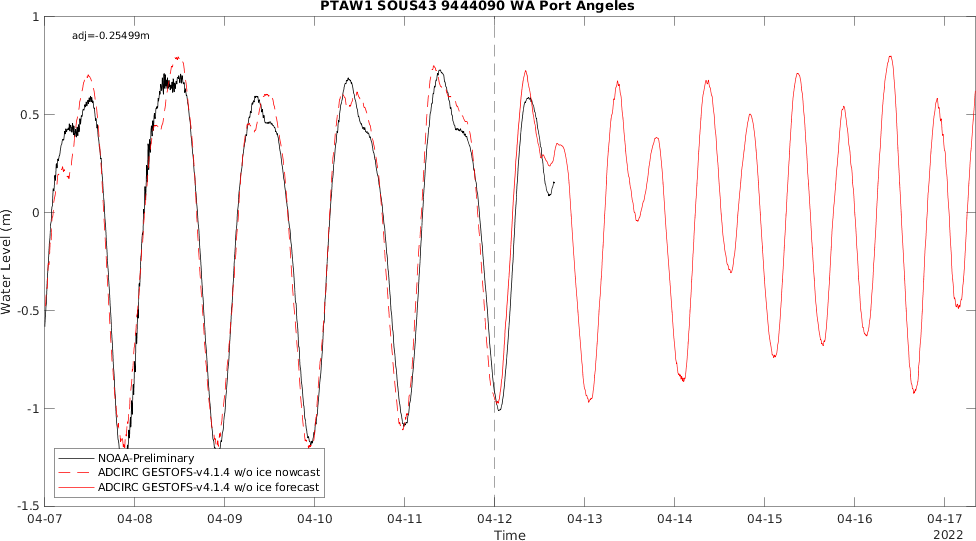 PTAW1 SOUS43 9444090 WA Port Angeles
adj=-0.25499m
1
0.5
0
-0.5
-1
-1.5
Water Level (m)
NOAA-Preliminary
ADCIRC GESTOFS-v4.1.4 w/o ice nowcast
ADCIRC GESTOFS-v4.1.4 w/o ice forecast
04-07 04-08 04-09 04-10 04-11 04-12 04-13 04-14 04-15 04-16 04-17
Time
2022